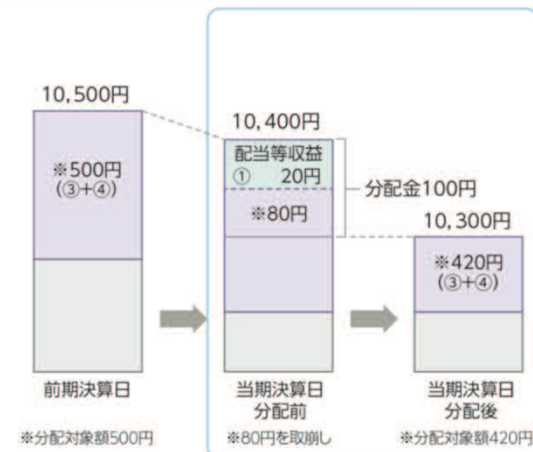 10,500円
※500円
(③+④)
前期決算日
※分配対象額500円
10,400円
配当等収益
① 20円
※80円
分配金100円
当期決算日
分配前
※80円を取崩し
10,300円
※420円
(③+④)
当期決算日
分配後
※分配対象額420円